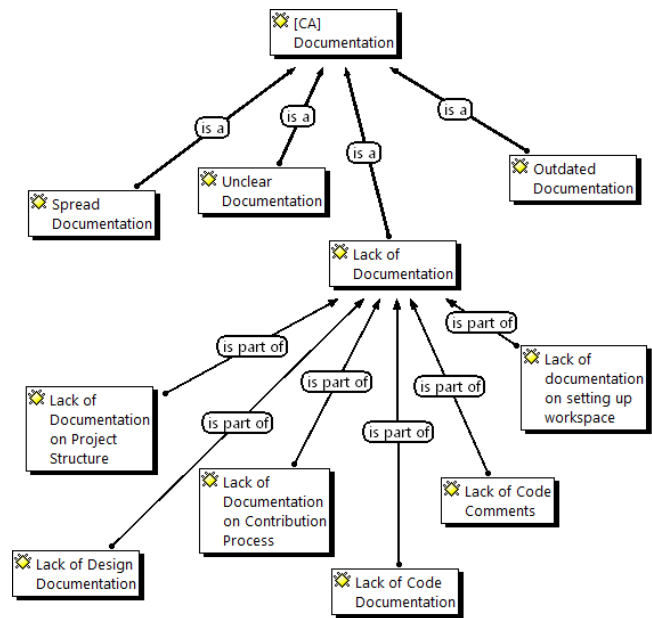 [CA]
Documentation
is a
is a
is a
is a
Spread
Documentation
Unclear
Documentation
Outdated
Documentation
Lack of
Documentation
is part of
is part of
is part of
is part of
is part of
is part of
Lack of
Documentation
on Project
Structure
Lack of
documentation
on setting up
workspace
Lack of
Documentation
on Contribution
Process
Lack of Code
Comments
Lack of Design
Documentation
Lack of Code
Documentation